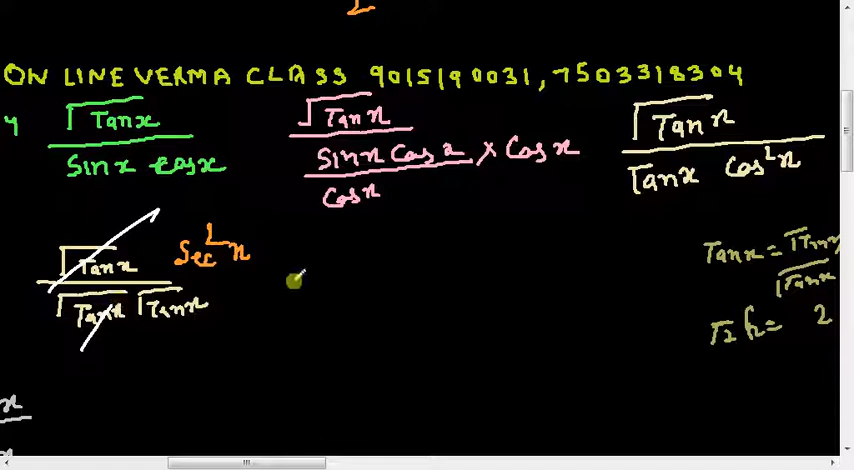 ON LINE VERMA CLASS 9015190031,7503318304
4 √Tanx √Tanx √Tanx
Sinx cosx Sinx Cosx × Cosx Tanx Cos²x
Cosx
√Tanx Sec²x
√Tanx √Tanx
Tanx = √Tanx
√Tanx
√2 √2 = 2
x
x